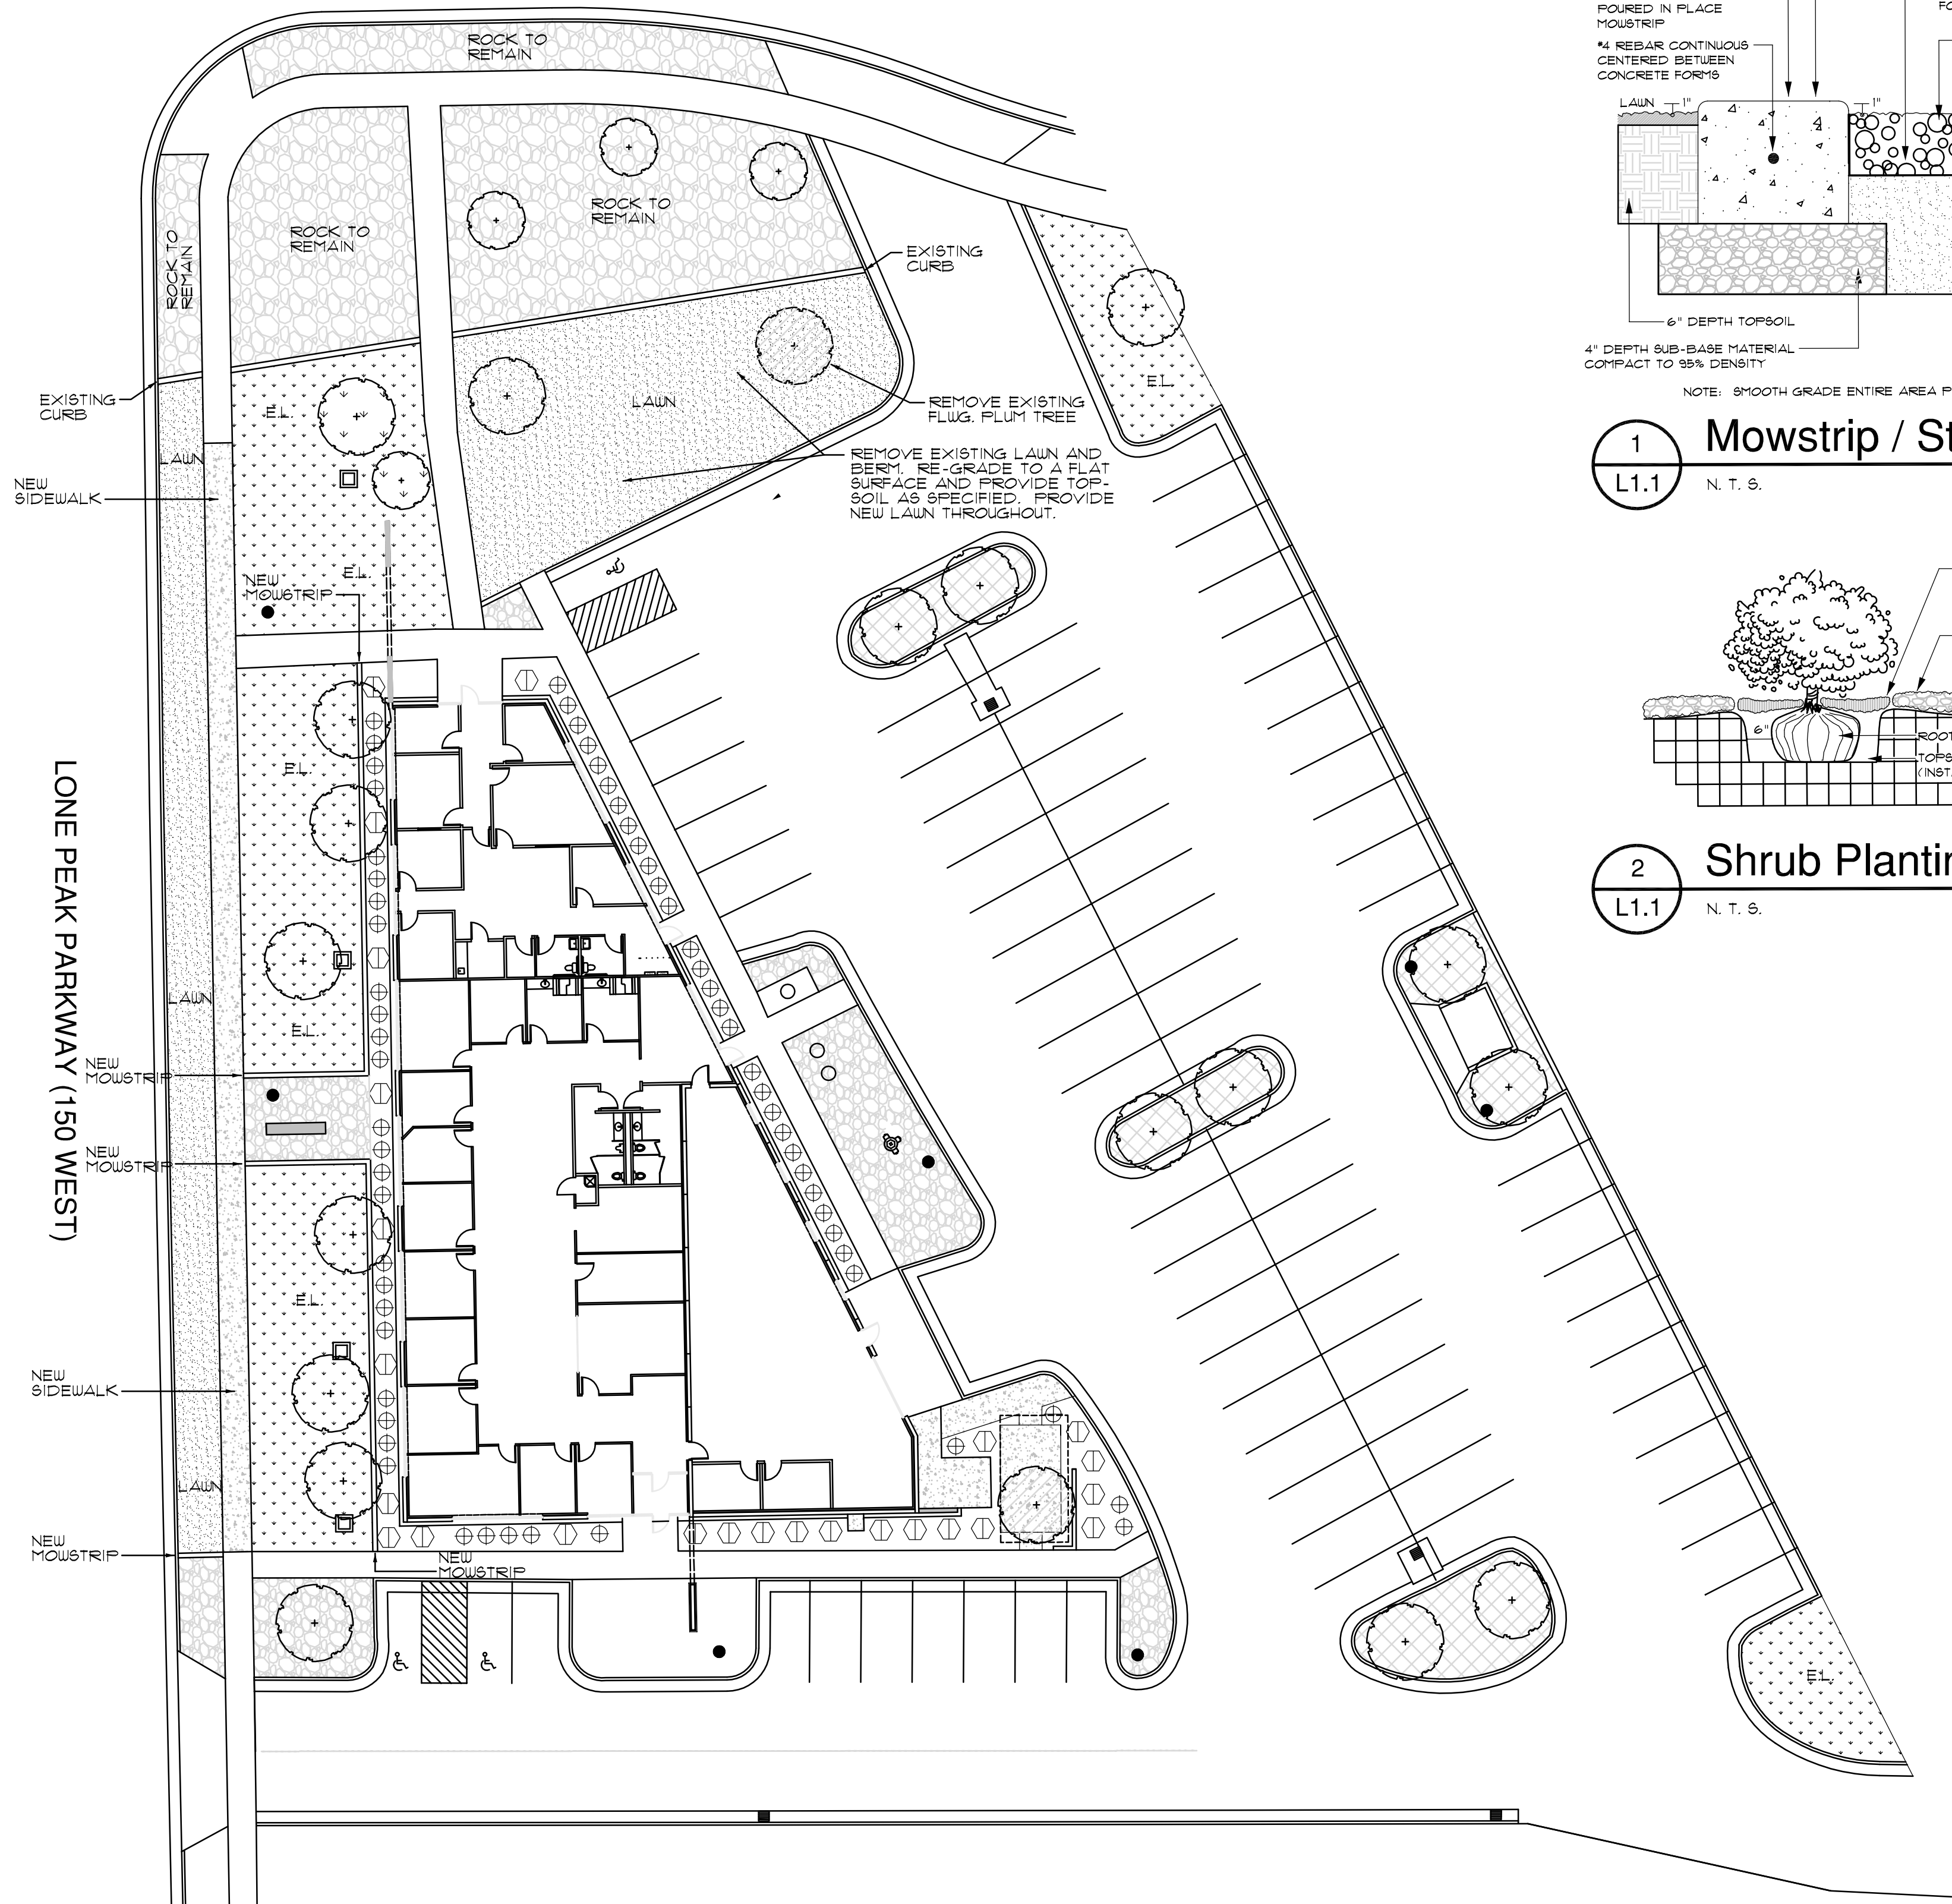 ROCK TO
REMAIN
ROCK TO
REMAIN
ROCK TO
REMAIN
ROCK TO
REMAIN
EXISTING
CURB
EXISTING
CURB
E.L.
LAWN
REMOVE EXISTING
FLWG. PLUM TREE
E.L.
REMOVE EXISTING LAWN AND
BERM. RE-GRADE TO A FLAT
SURFACE AND PROVIDE TOP-
SOIL AS SPECIFIED. PROVIDE
NEW LAWN THROUGHOUT.
LAWN
NEW
SIDEWALK
E.L.
NEW
MOWSTRIP
E.L.
LONE PEAK PARKWAY (150 WEST)
LAWN
E.L.
NEW
MOWSTRIP
NEW
MOWSTRIP
E.L.
NEW
SIDEWALK
LAWN
NEW
MOWSTRIP
NEW
MOWSTRIP
E.L.
POURED IN PLACE
MOWSTRIP
#4 REBAR CONTINUOUS
CENTERED BETWEEN
CONCRETE FORMS
LAWN
1"
1"
6" DEPTH TOPSOIL
4" DEPTH SUB-BASE MATERIAL
COMPACT TO 95% DENSITY
NOTE: SMOOTH GRADE ENTIRE AREA P
1
L1.1
Mowstrip / St
N. T. S.
6"
ROOT
TOPS
(INST
2
L1.1
Shrub Plantin
N. T. S.